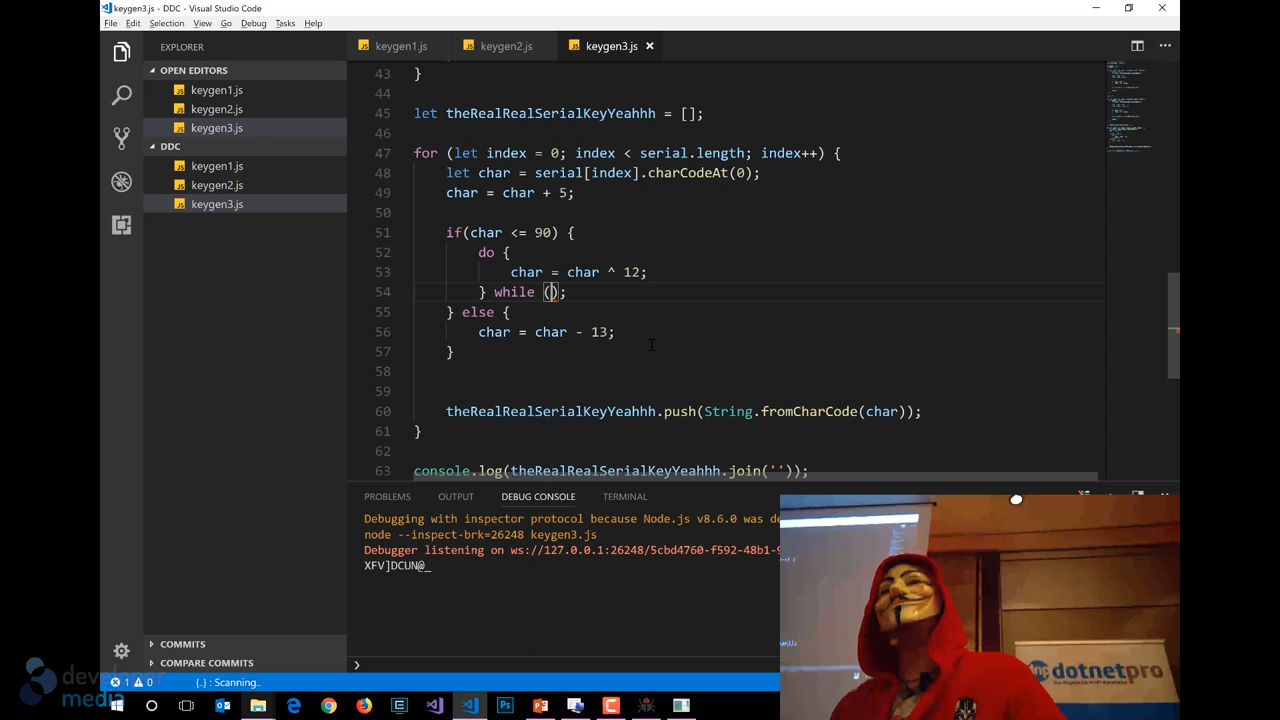 keygen3.js - DDC - Visual Studio Code
File Edit Selection View Go Debug Tasks Help
EXPLORER
OPEN EDITORS
keygen1.js
keygen2.js
keygen3.js
DDC
keygen1.js
keygen2.js
keygen3.js
COMMITS
COMPARE COMMITS
keygen1.js keygen2.js keygen3.js
43 }
44
45 let theRealRealSerialKeyYeahhh = [];
46
47 for (let index = 0; index < serial.length; index++) {
48 let char = serial[index].charCodeAt(0);
49 char = char + 5;
50
51 if(char <= 90) {
52 do {
53 char = char ^ 12;
54 } while ();
55 } else {
56 char = char - 13;
57 }
58
59
60 theRealRealSerialKeyYeahhh.push(String.fromCharCode(char));
61 }
62
63 console.log(theRealRealSerialKeyYeahhh.join(''));
PROBLEMS OUTPUT DEBUG CONSOLE TERMINAL
Debugging with inspector protocol because Node.js v8.6.0 was de
node --inspect-brk=26248 keygen3.js
Debugger listening on ws://127.0.0.1:26248/5cbd4760-f592-48b1-9
XFV]DCUN@_
1 0 {..} : Scanning..
developer
media
dotnetpro